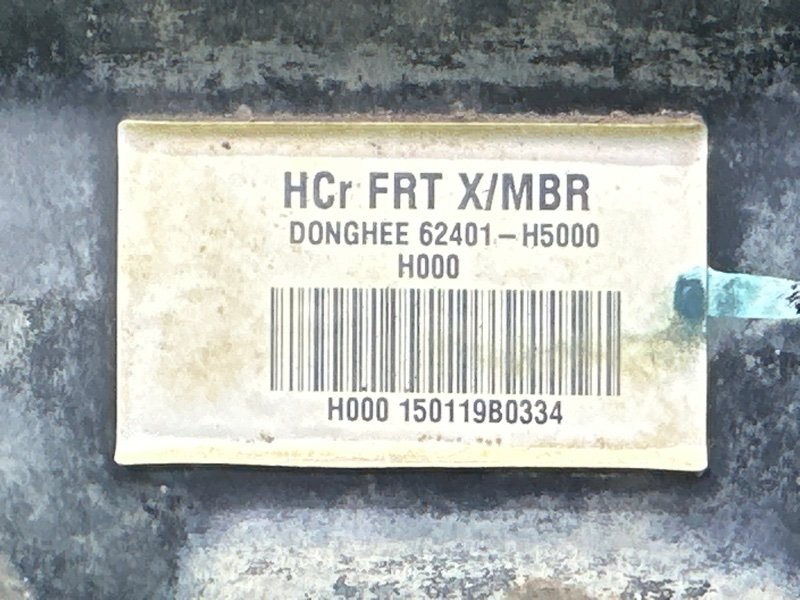 HCr FRT X/MBR
DONGHEE 62401-H5000
H000
H000 150119B0334